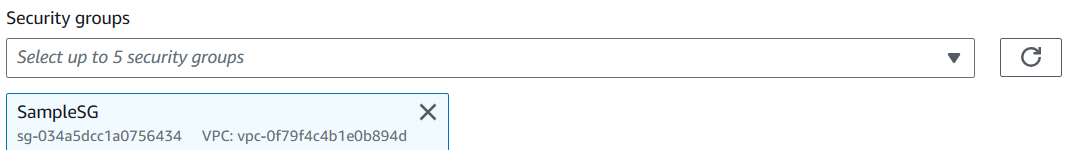 Security groups
Select up to 5 security groups
SampleSG
sg-034a5dcc1a0756434 VPC: vpc-0f79f4c4b1e0b894d